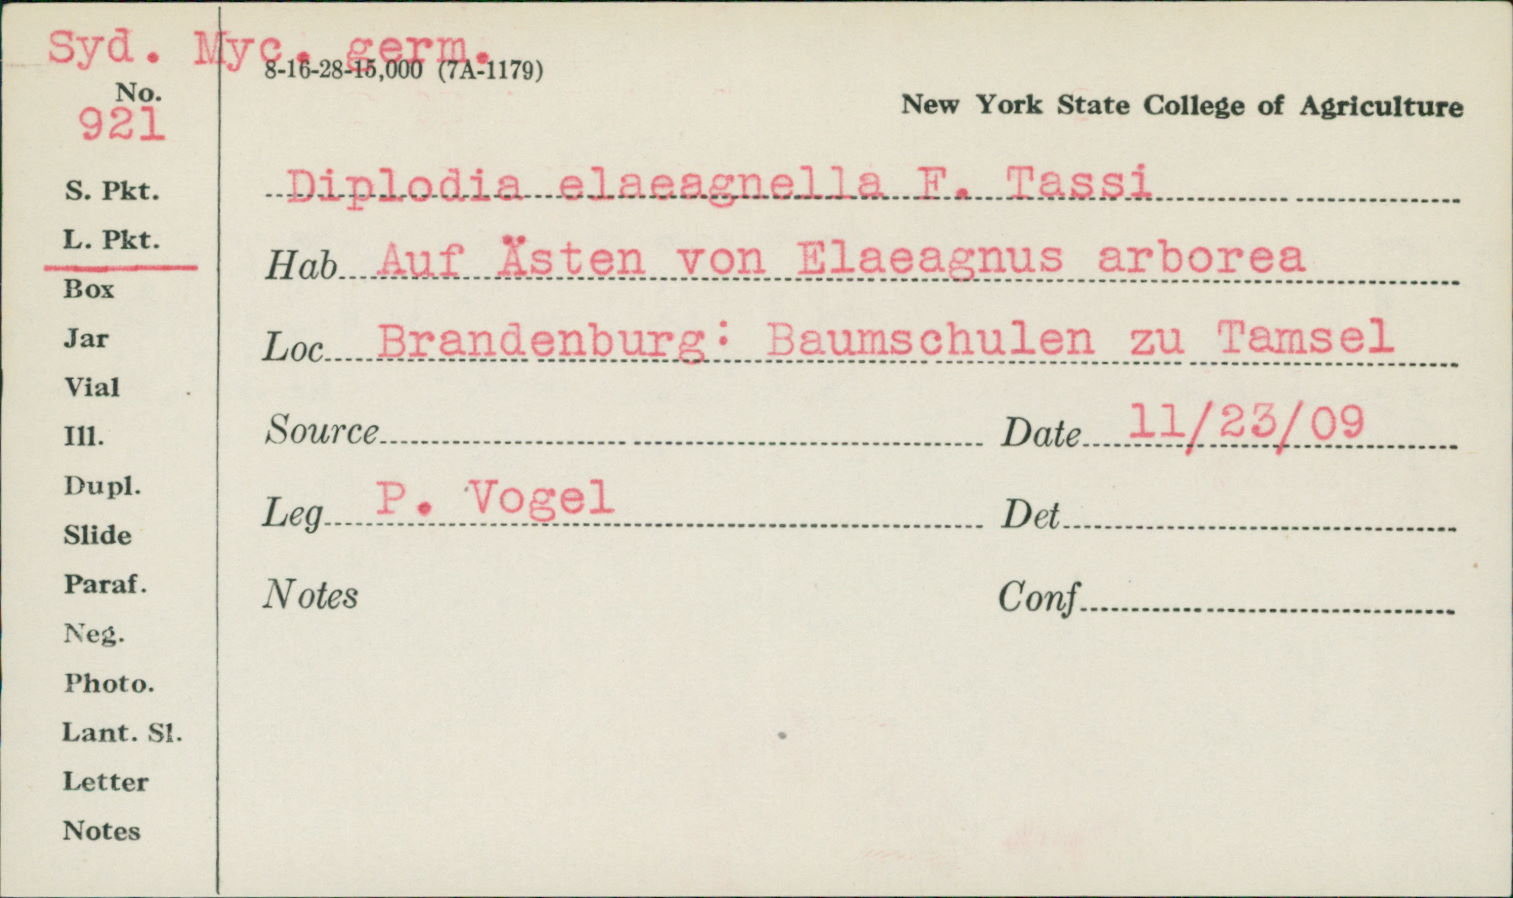 Syd. Myc. germ.
8-16-28-15,000 (7A-1179)
No.
921
New York State College of Agriculture
S. Pkt.
Diplodia elaeagnella F. Tassi
L. Pkt.
Hab Auf Ästen von Elaeagnus arborea
Box
Jar
Loc Brandenburg: Baumschulen zu Tamsel
Vial
Ill.
Source Date 11/23/09
Dupl.
Leg P. Vogel Det
Slide
Paraf.
Notes Conf
Neg.
Photo.
Lant. Sl.
Letter
Notes